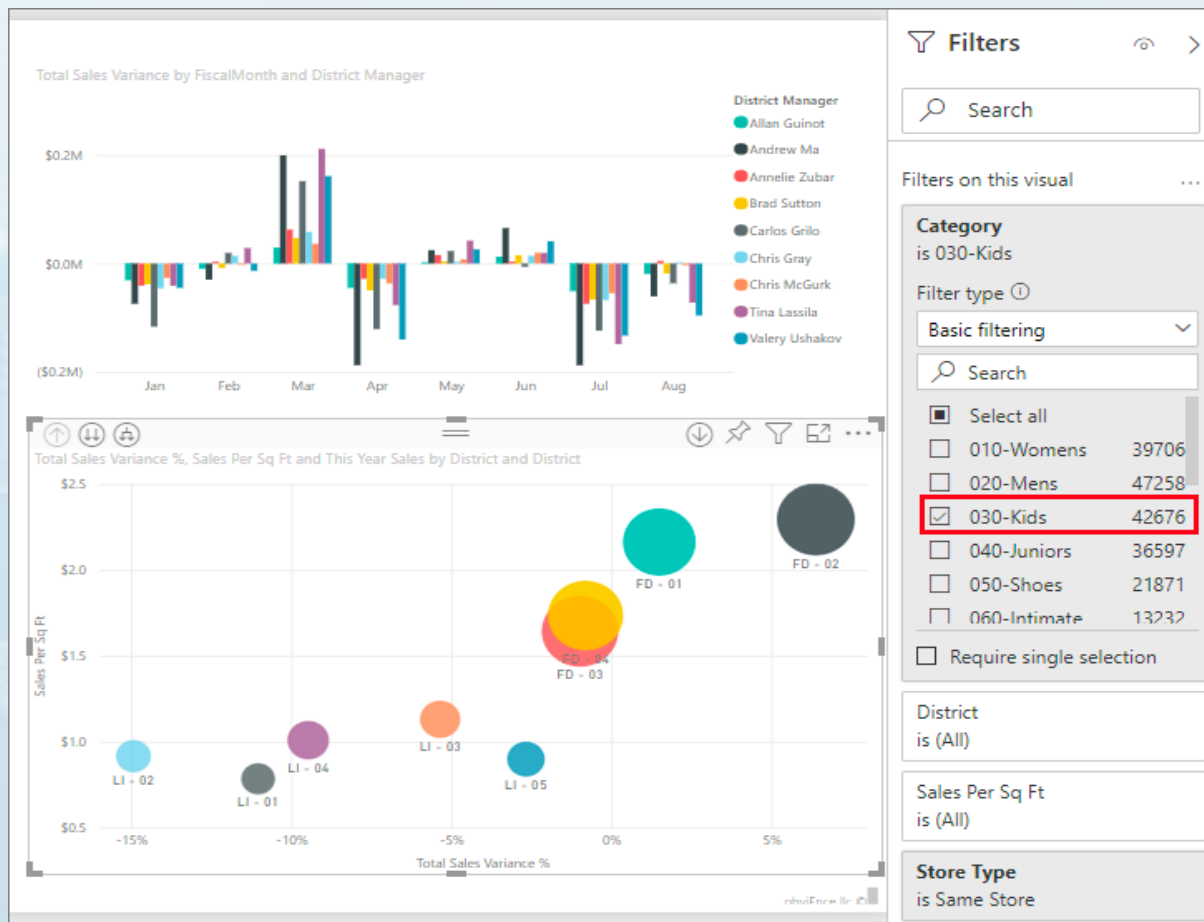 Total Sales Variance by FiscalMonth and District Manager
District Manager
Allan Guinot
Andrew Ma
Annelie Zubar
Brad Sutton
Carlos Grilo
Chris Gray
Chris McGurk
Tina Lassila
Valery Ushakov
$0.2M
$0.0M
($0.2M)
Jan Feb Mar Apr May Jun Jul Aug
Total Sales Variance %, Sales Per Sq Ft and This Year Sales by District and District
Sales Per Sq Ft
$2.5
$2.0
$1.5
$1.0
$0.5
FD - 02
FD - 01
FD - 04
FD - 03
LI - 03
LI - 04
LI - 02
LI - 05
LI - 01
-15% -10% -5% 0% 5%
Total Sales Variance %
obviEnce llc ©
Filters
Search
Filters on this visual
Category
is 030-Kids
Filter type
Basic filtering
Search
Select all
010-Womens 39706
020-Mens 47258
030-Kids 42676
040-Juniors 36597
050-Shoes 21871
060-Intimate 13232
Require single selection
District
is (All)
Sales Per Sq Ft
is (All)
Store Type
is Same Store